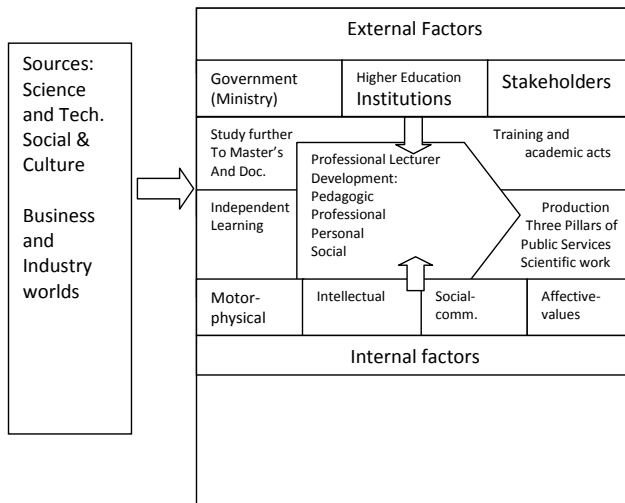 External Factors
Sources:
Science
and Tech.
Social &
Culture
Business
and
Industry
worlds
Government
(Ministry)
Higher Education
Institutions
Stakeholders
Study further
To Master's
And Doc.
Professional Lecturer
Development:
Pedagogic
Professional
Personal
Social
Training and
academic acts
Independent
Learning
Production
Three Pillars of
Public Services
Scientific work
Motor-
physical
Intellectual
Social-
comm.
Affective-
values
Internal factors